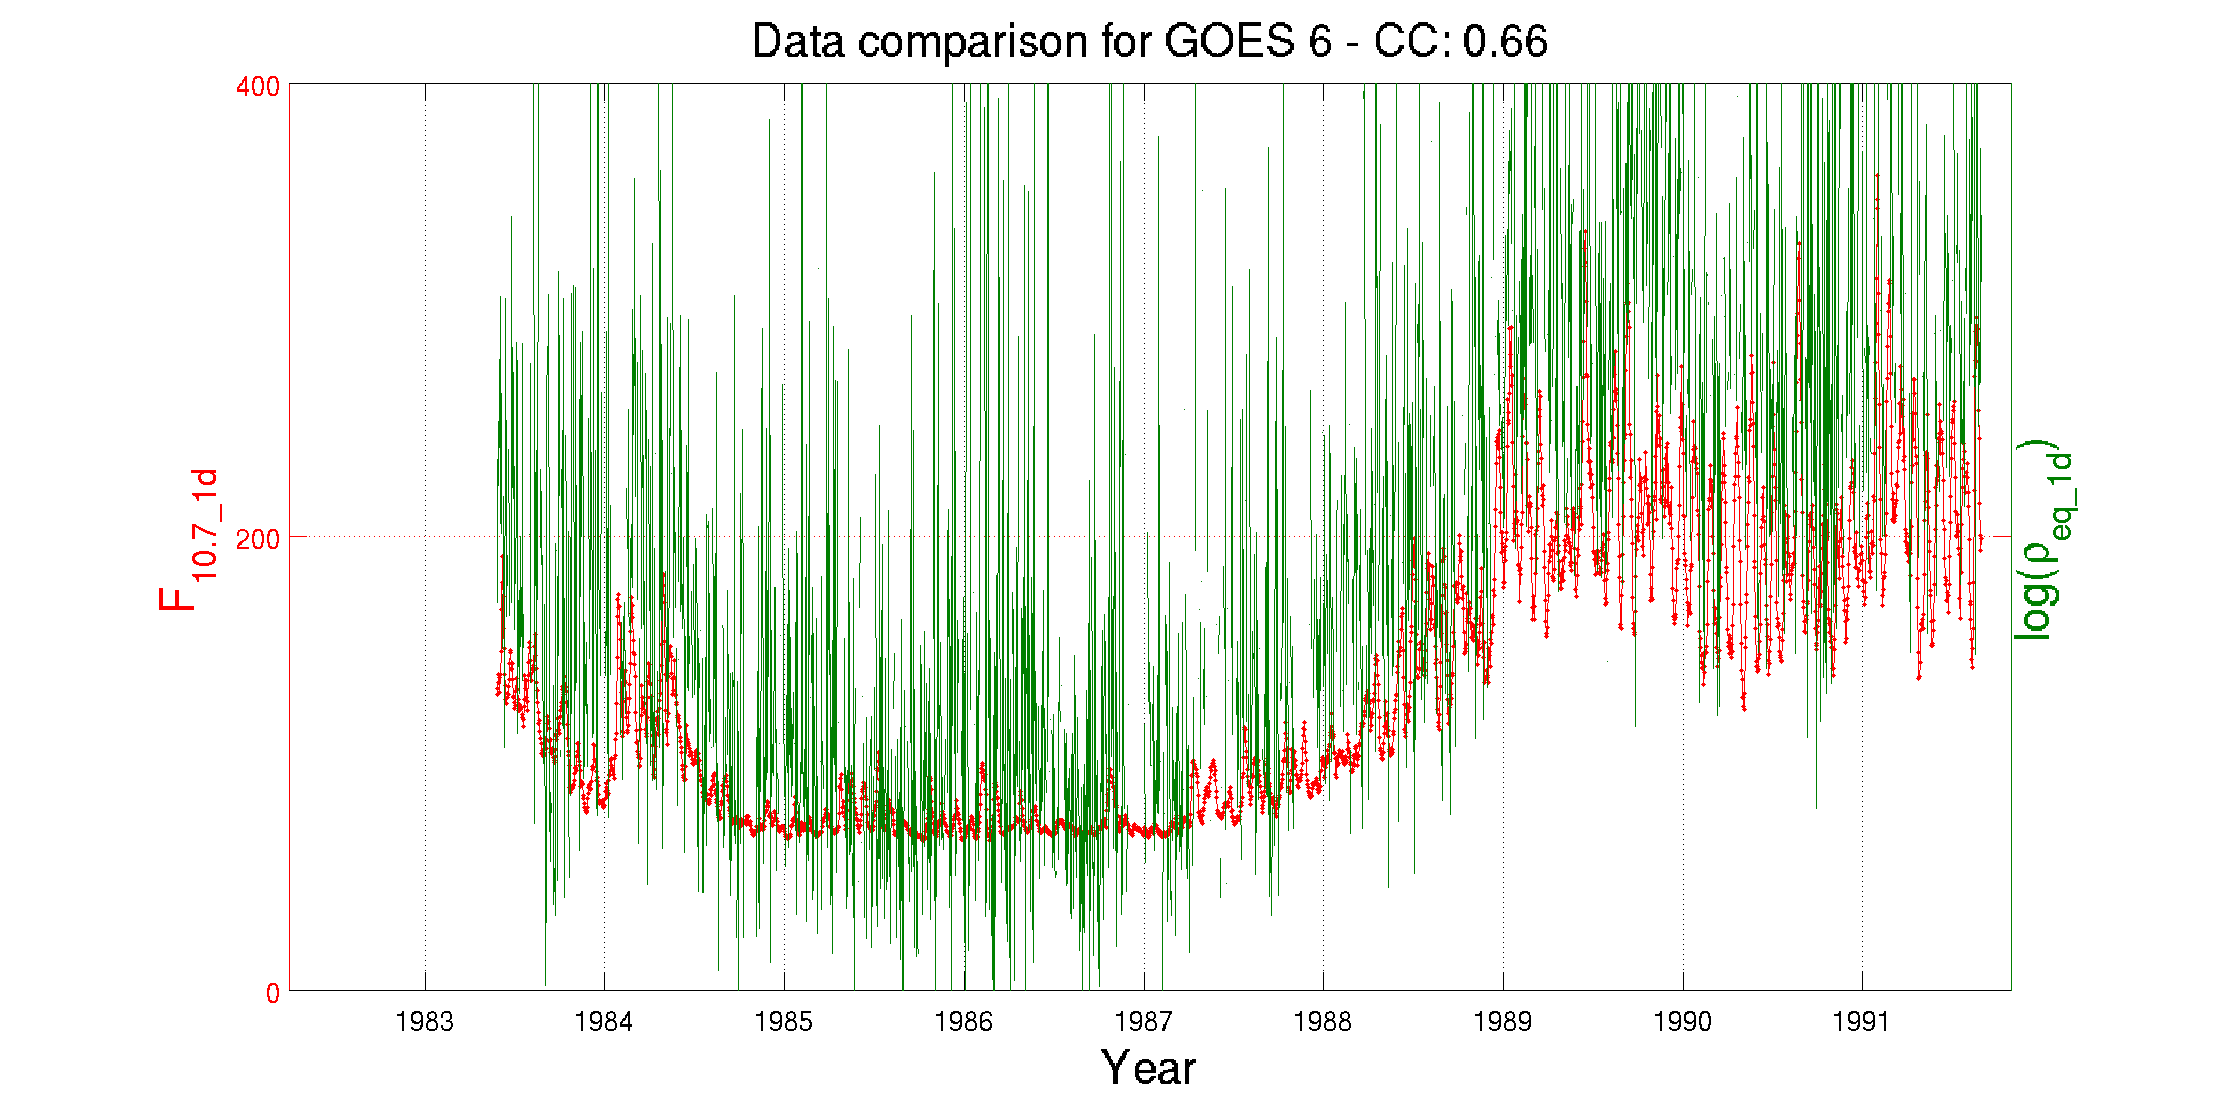 Data comparison for GOES 6 - CC: 0.66
400
200
0
F10.7_1d
log(ρeq_1d)
1983 1984 1985 1986 1987 1988 1989 1990 1991
Year